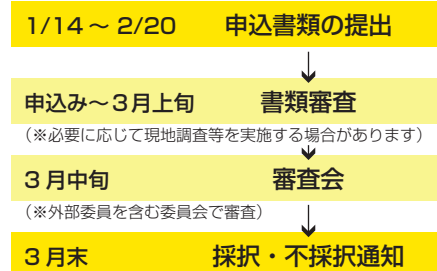 1/14～2/20 申込書類の提出
申込み～3月上旬 書類審査
（※必要に応じて現地調査等を実施する場合があります）
3月中旬 審査会
（※外部委員を含む委員会で審査）
3月末 採択・不採択通知